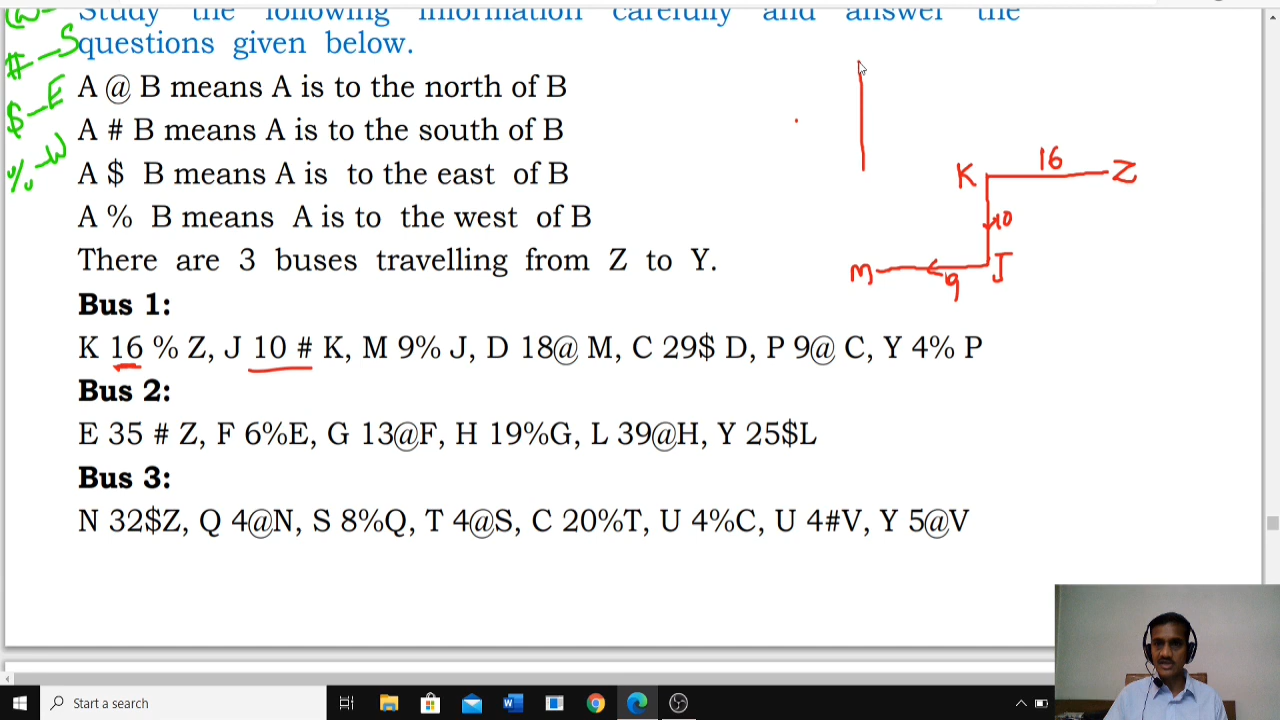 Study the following information carefully and answer the
questions given below.
# – S
A @ B means A is to the north of B
$ – E
A # B means A is to the south of B
% – W
A $ B means A is to the east of B
A % B means A is to the west of B
There are 3 buses travelling from Z to Y.
Bus 1:
K 16 % Z, J 10 # K, M 9% J, D 18@ M, C 29$ D, P 9@ C, Y 4% P
Bus 2:
E 35 # Z, F 6%E, G 13@F, H 19%G, L 39@H, Y 25$L
Bus 3:
N 32$Z, Q 4@N, S 8%Q, T 4@S, C 20%T, U 4%C, U 4#V, Y 5@V
K 16 Z
10
M 9 J
Start a search